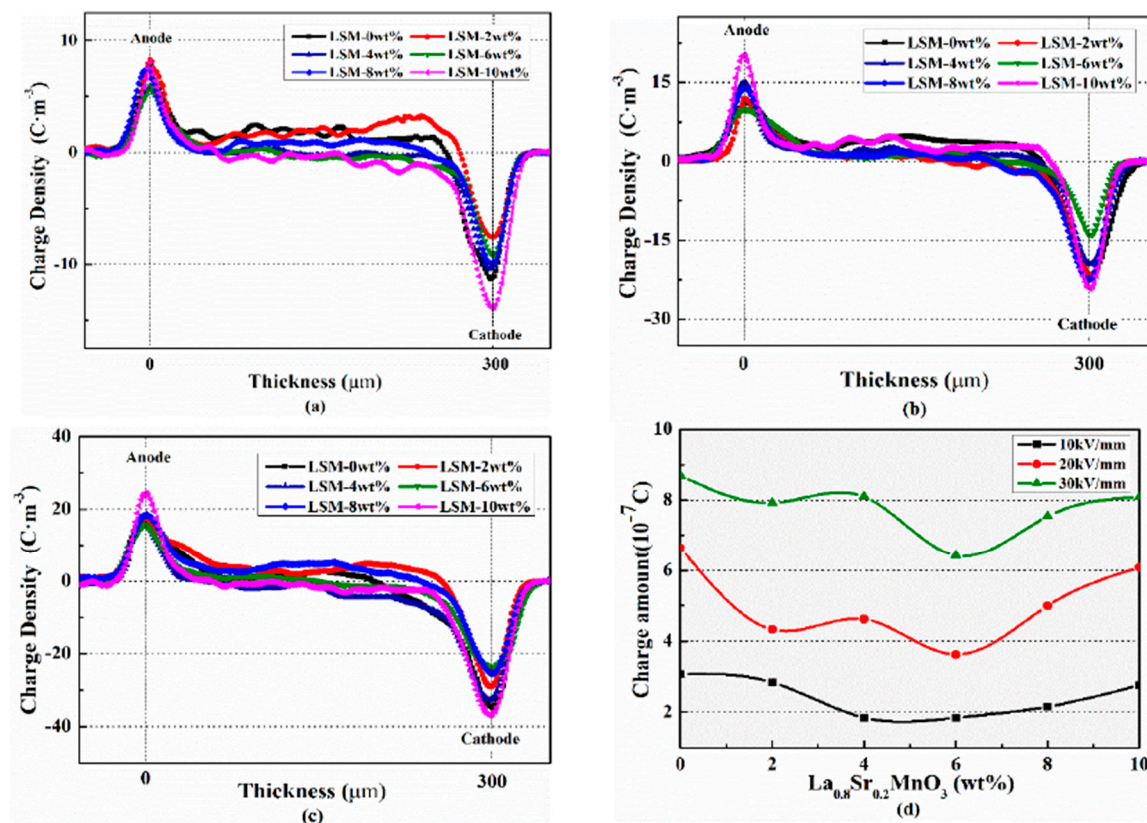 Anode
LSM-0wt% LSM-2wt%
LSM-4wt% LSM-6wt%
LSM-8wt% LSM-10wt%
10
0
-10
Charge Density (C·m⁻³)
Cathode
0 300
Thickness (μm)
(a)
Anode
LSM-0wt% LSM-2wt%
LSM-4wt% LSM-6wt%
LSM-8wt% LSM-10wt%
15
0
-15
-30
Charge Density (C·m⁻³)
Cathode
0 300
Thickness (μm)
(b)
40
20
0
-20
-40
Charge Density (C·m⁻³)
Anode
LSM-0wt% LSM-2wt%
LSM-4wt% LSM-6wt%
LSM-8wt% LSM-10wt%
Cathode
0 300
Thickness (μm)
(c)
10
8
6
4
2
Charge amount(10⁻⁷C)
10kV/mm
20kV/mm
30kV/mm
0 2 4 6 8 10
La₀.₈Sr₀.₂MnO₃ (wt%)
(d)